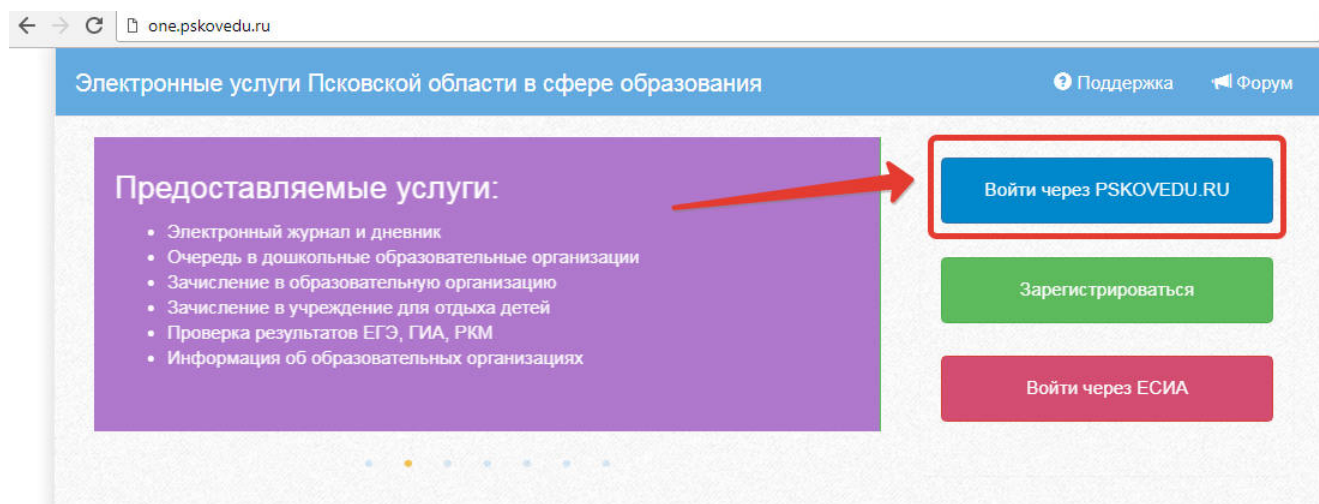 one.pskovedu.ru
Электронные услуги Псковской области в сфере образования
Поддержка
Форум
Предоставляемые услуги:
Электронный журнал и дневник
Очередь в дошкольные образовательные организации
Зачисление в образовательную организацию
Зачисление в учреждение для отдыха детей
Проверка результатов ЕГЭ, ГИА, РКМ
Информация об образовательных организациях
Войти через PSKOVEDU.RU
Зарегистрироваться
Войти через ЕСИА